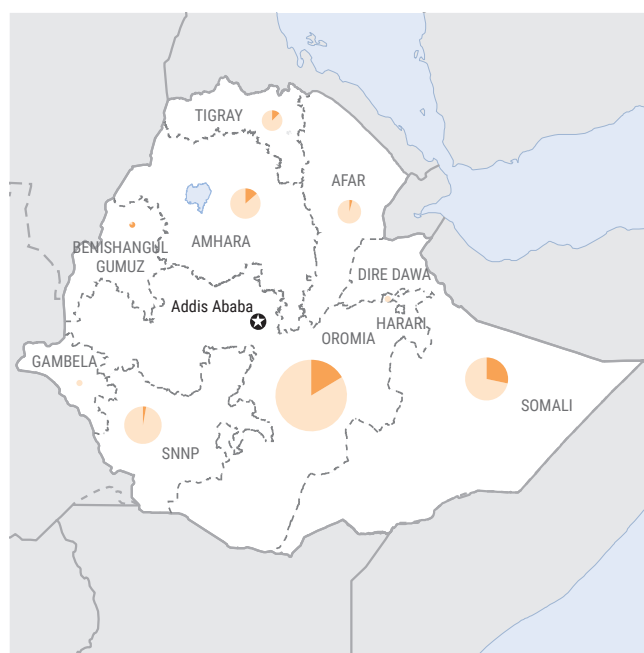 TIGRAY
AFAR
AMHARA
BENISHANGUL
GUMUZ
DIRE DAWA
Addis Ababa
HARARI
OROMIA
GAMBELA
SOMALI
SNNP